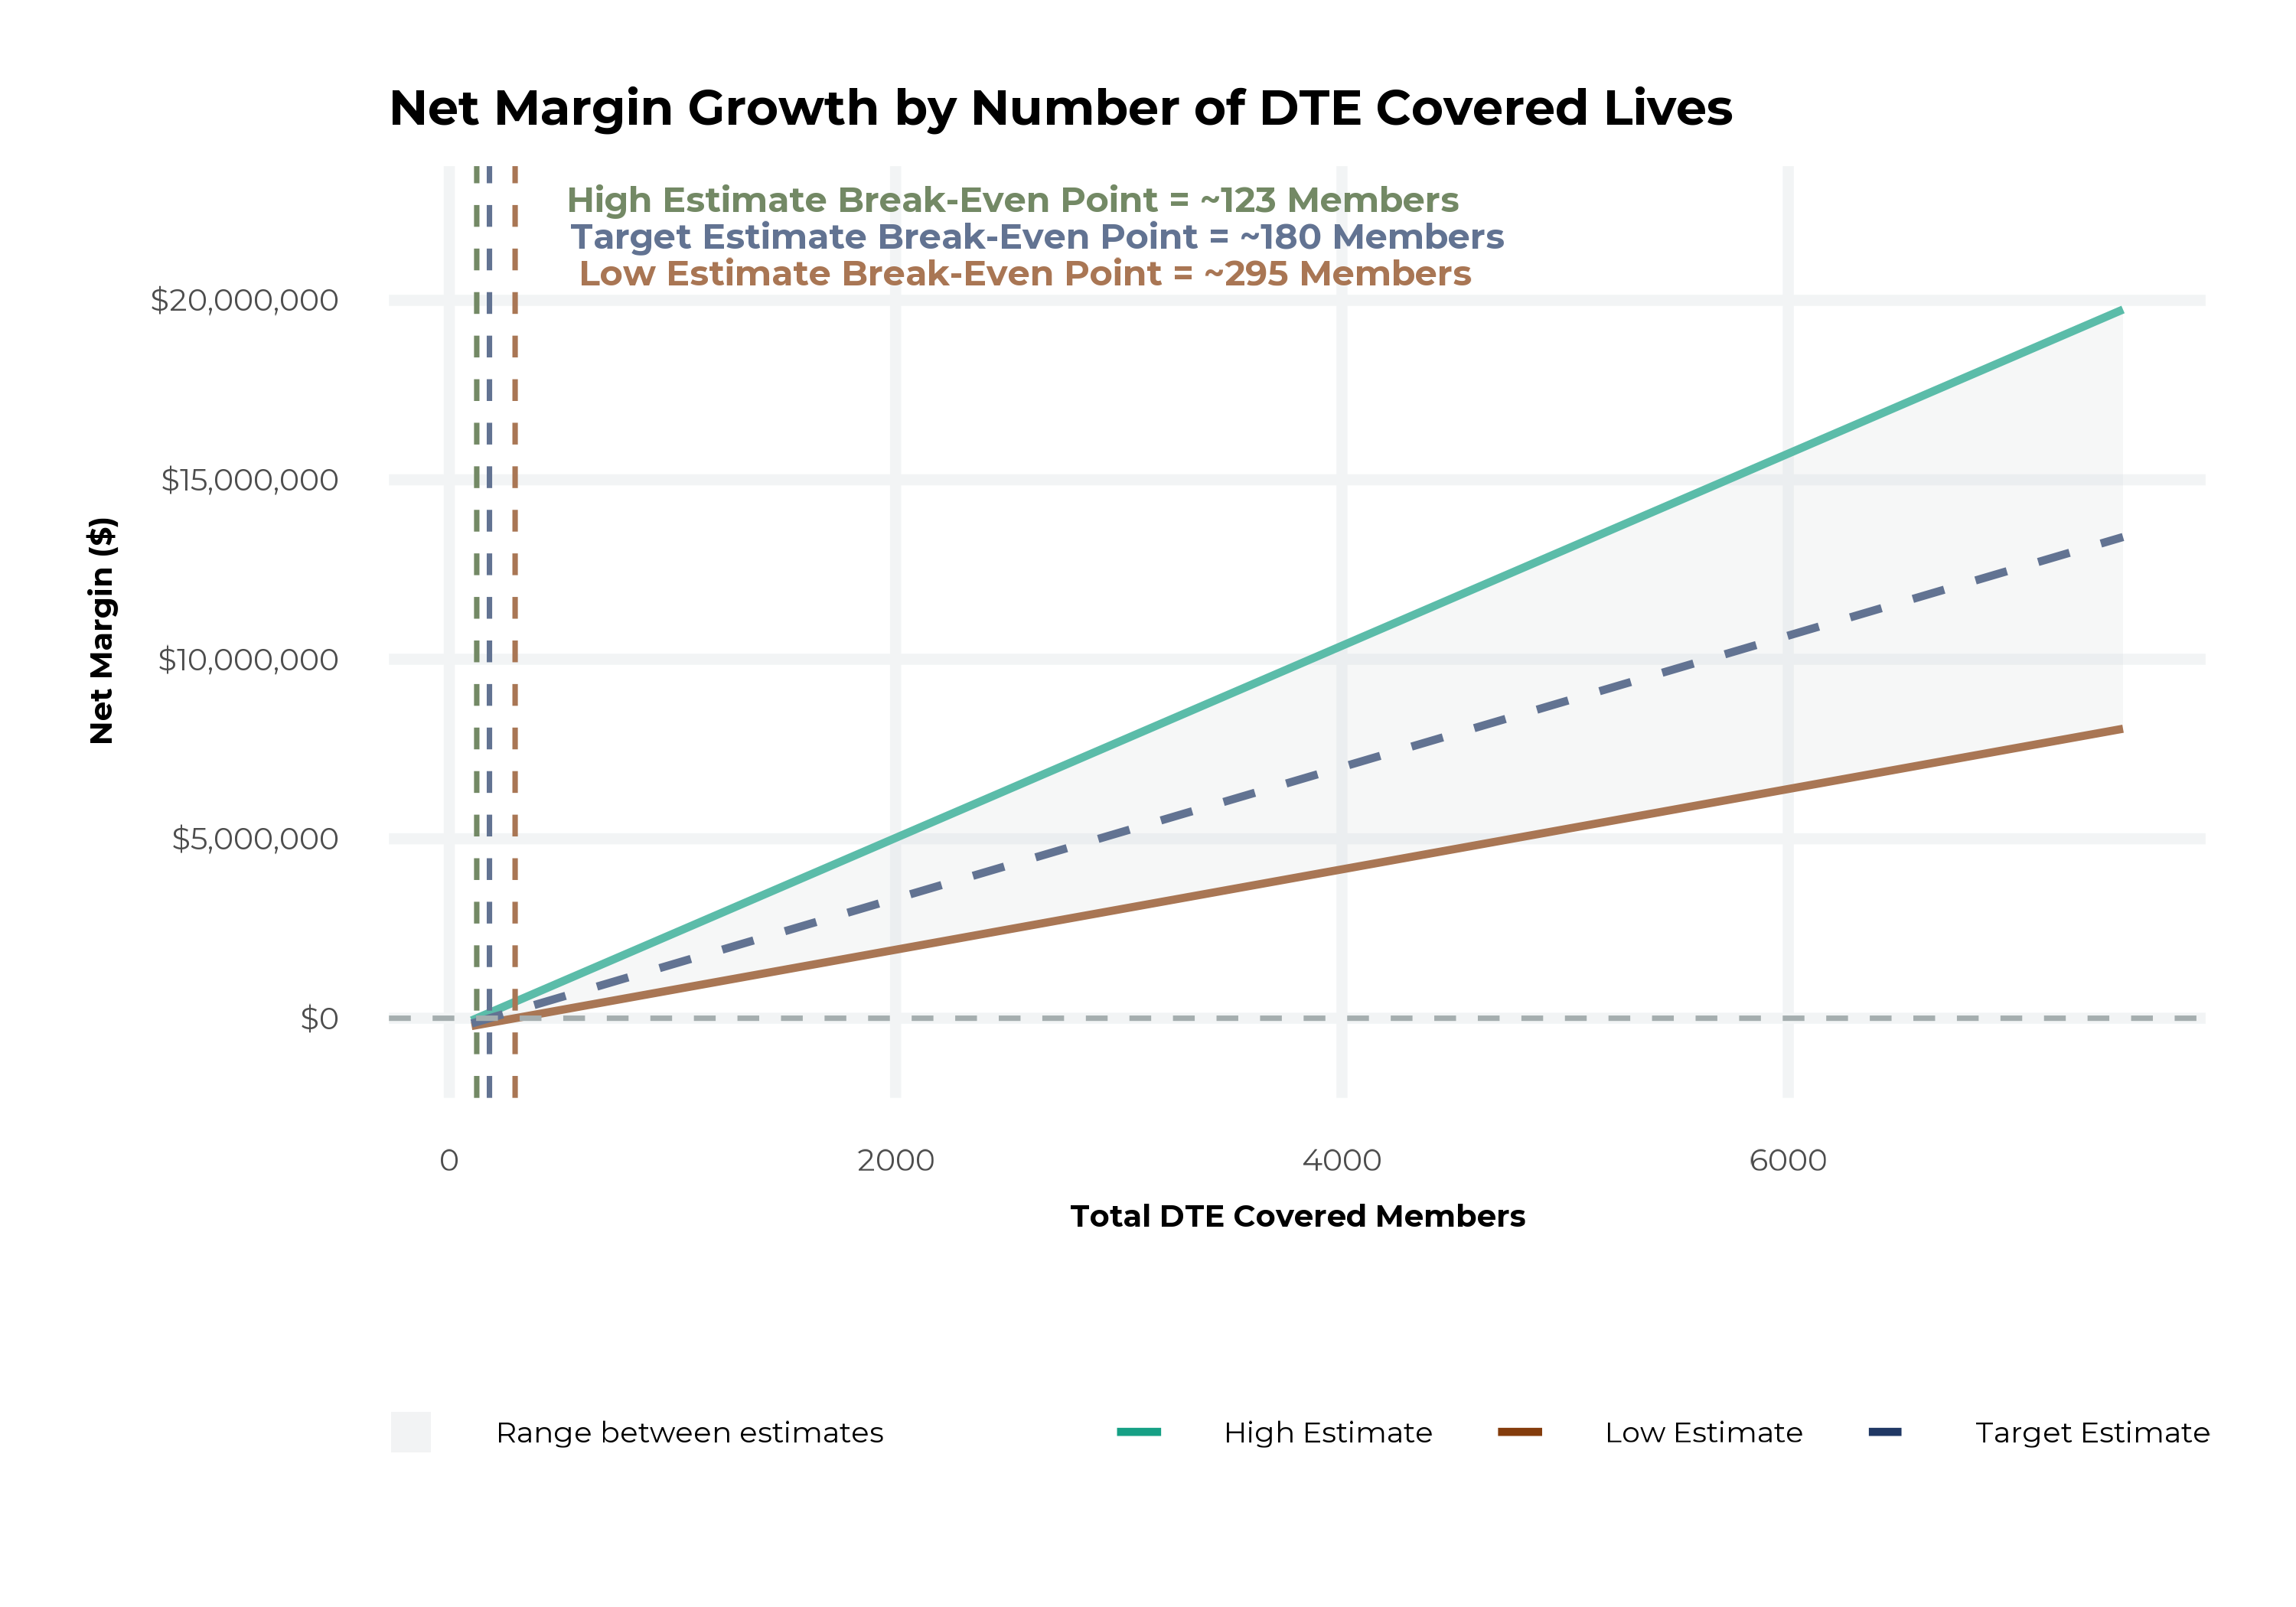 Net Margin Growth by Number of DTE Covered Lives
High Estimate Break-Even Point = ~123 Members
Target Estimate Break-Even Point = ~180 Members
Low Estimate Break-Even Point = ~295 Members
$20,000,000
$15,000,000
$10,000,000
$5,000,000
$0
Net Margin ($)
0 2000 4000 6000
Total DTE Covered Members
Range between estimates High Estimate Low Estimate Target Estimate